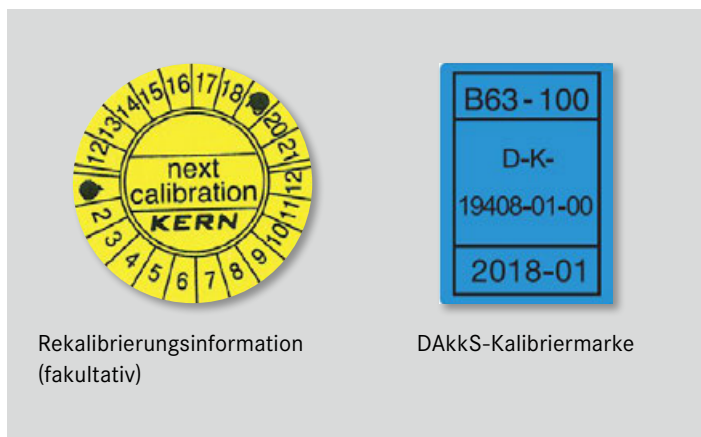 12 13 14 15 16 17 18 20 21
next
calibration
KERN
2 3 4 5 6 7 8 9 10 11 12
B63-100
D-K-
19408-01-00
2018-01
Rekalibrierungsinformation
(fakultativ)
DAkkS-Kalibriermarke